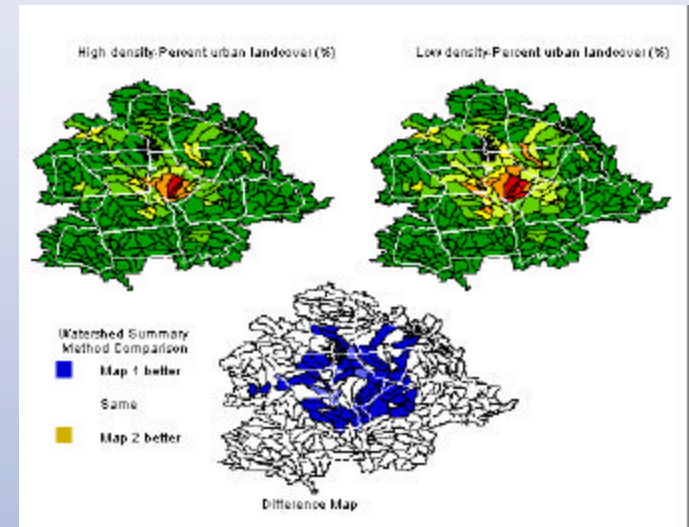 High density-Percent urban landcover (%)
Low density-Percent urban landcover (%)
Watershed Summary
Method Comparison
Map 1 better
Same
Map 2 better
Difference Map